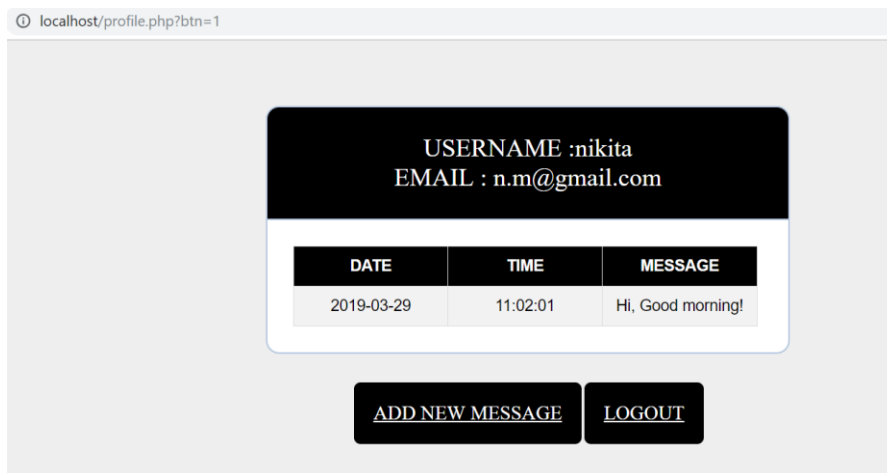 localhost/profile.php?btn=1
USERNAME :nikita
EMAIL : n.m@gmail.com
DATE TIME MESSAGE
2019-03-29 11:02:01 Hi, Good morning!
ADD NEW MESSAGE LOGOUT